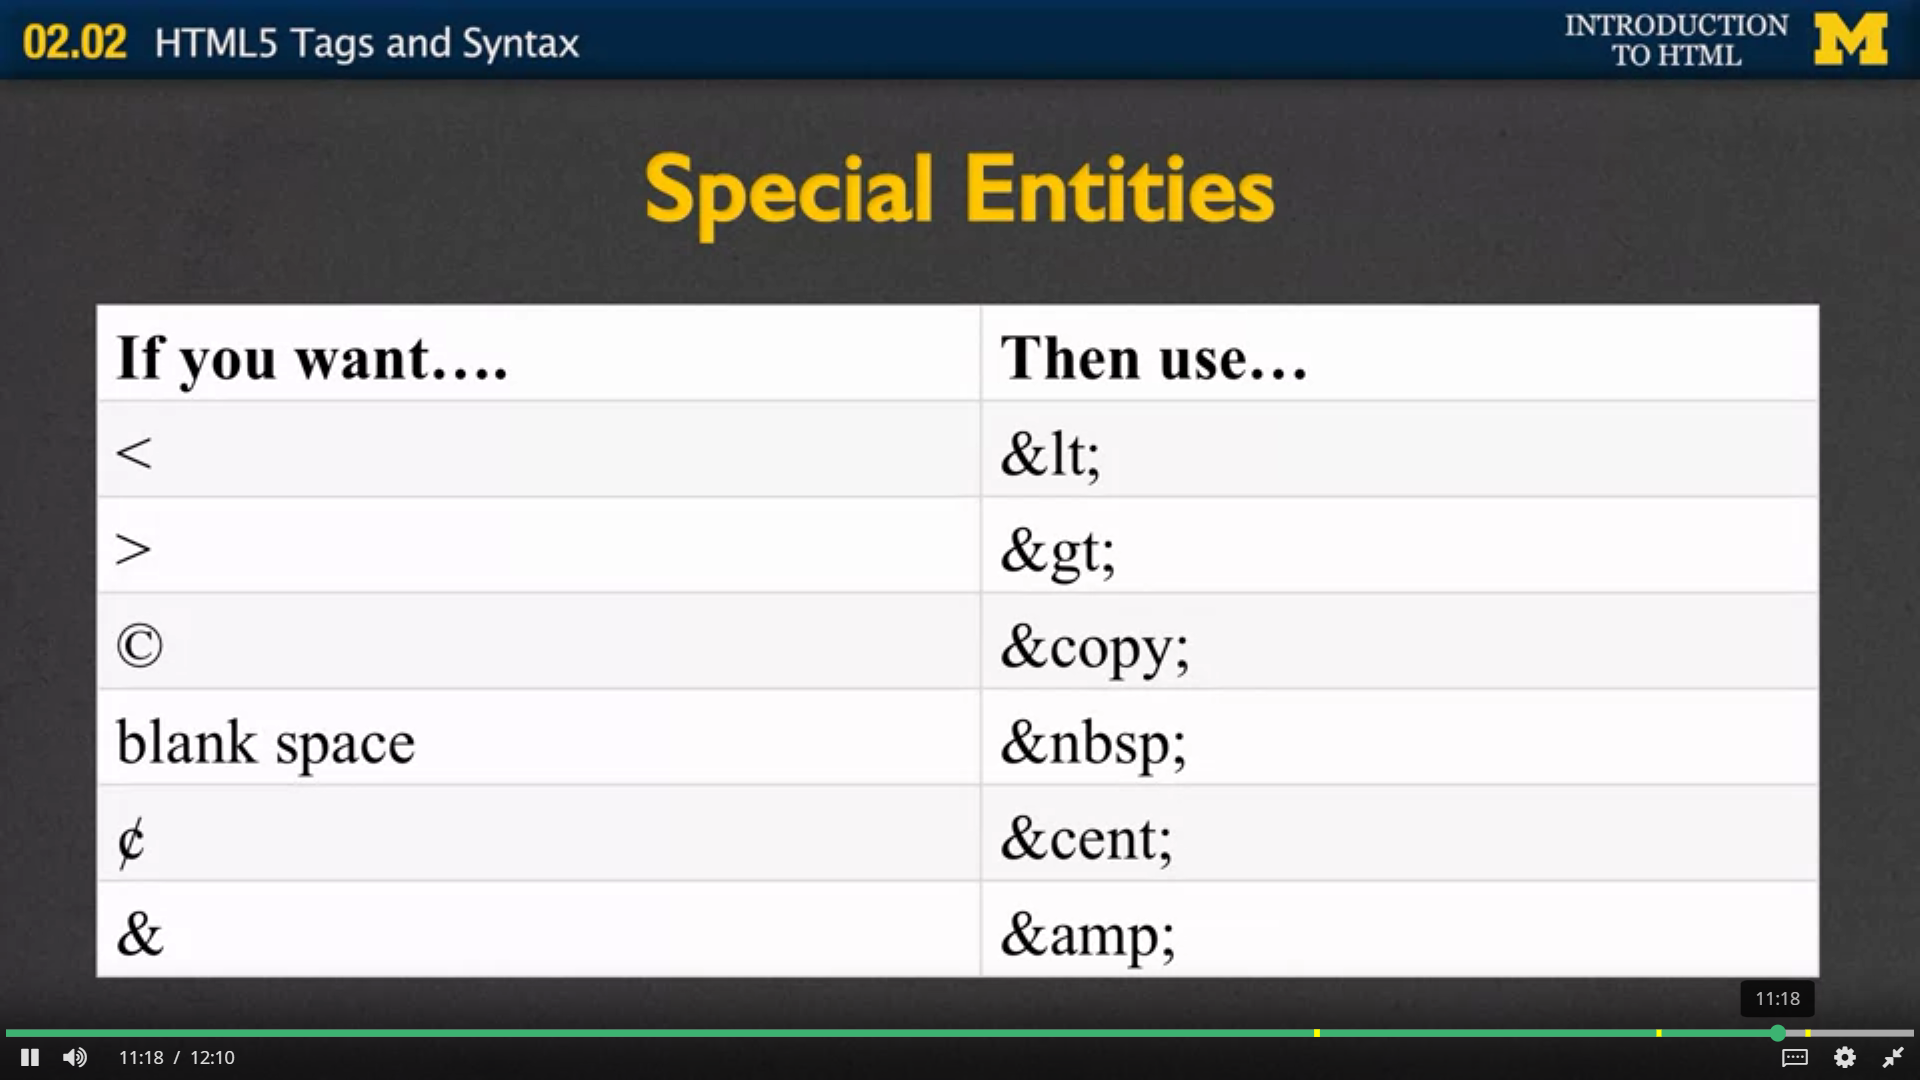 02.02 HTML5 Tags and Syntax
INTRODUCTION
TO HTML
M
Special Entities
If you want.... Then use...
< &lt;
> &gt;
© &copy;
blank space &nbsp;
¢ &cent;
& &amp;
11:18
11:18 / 12:10